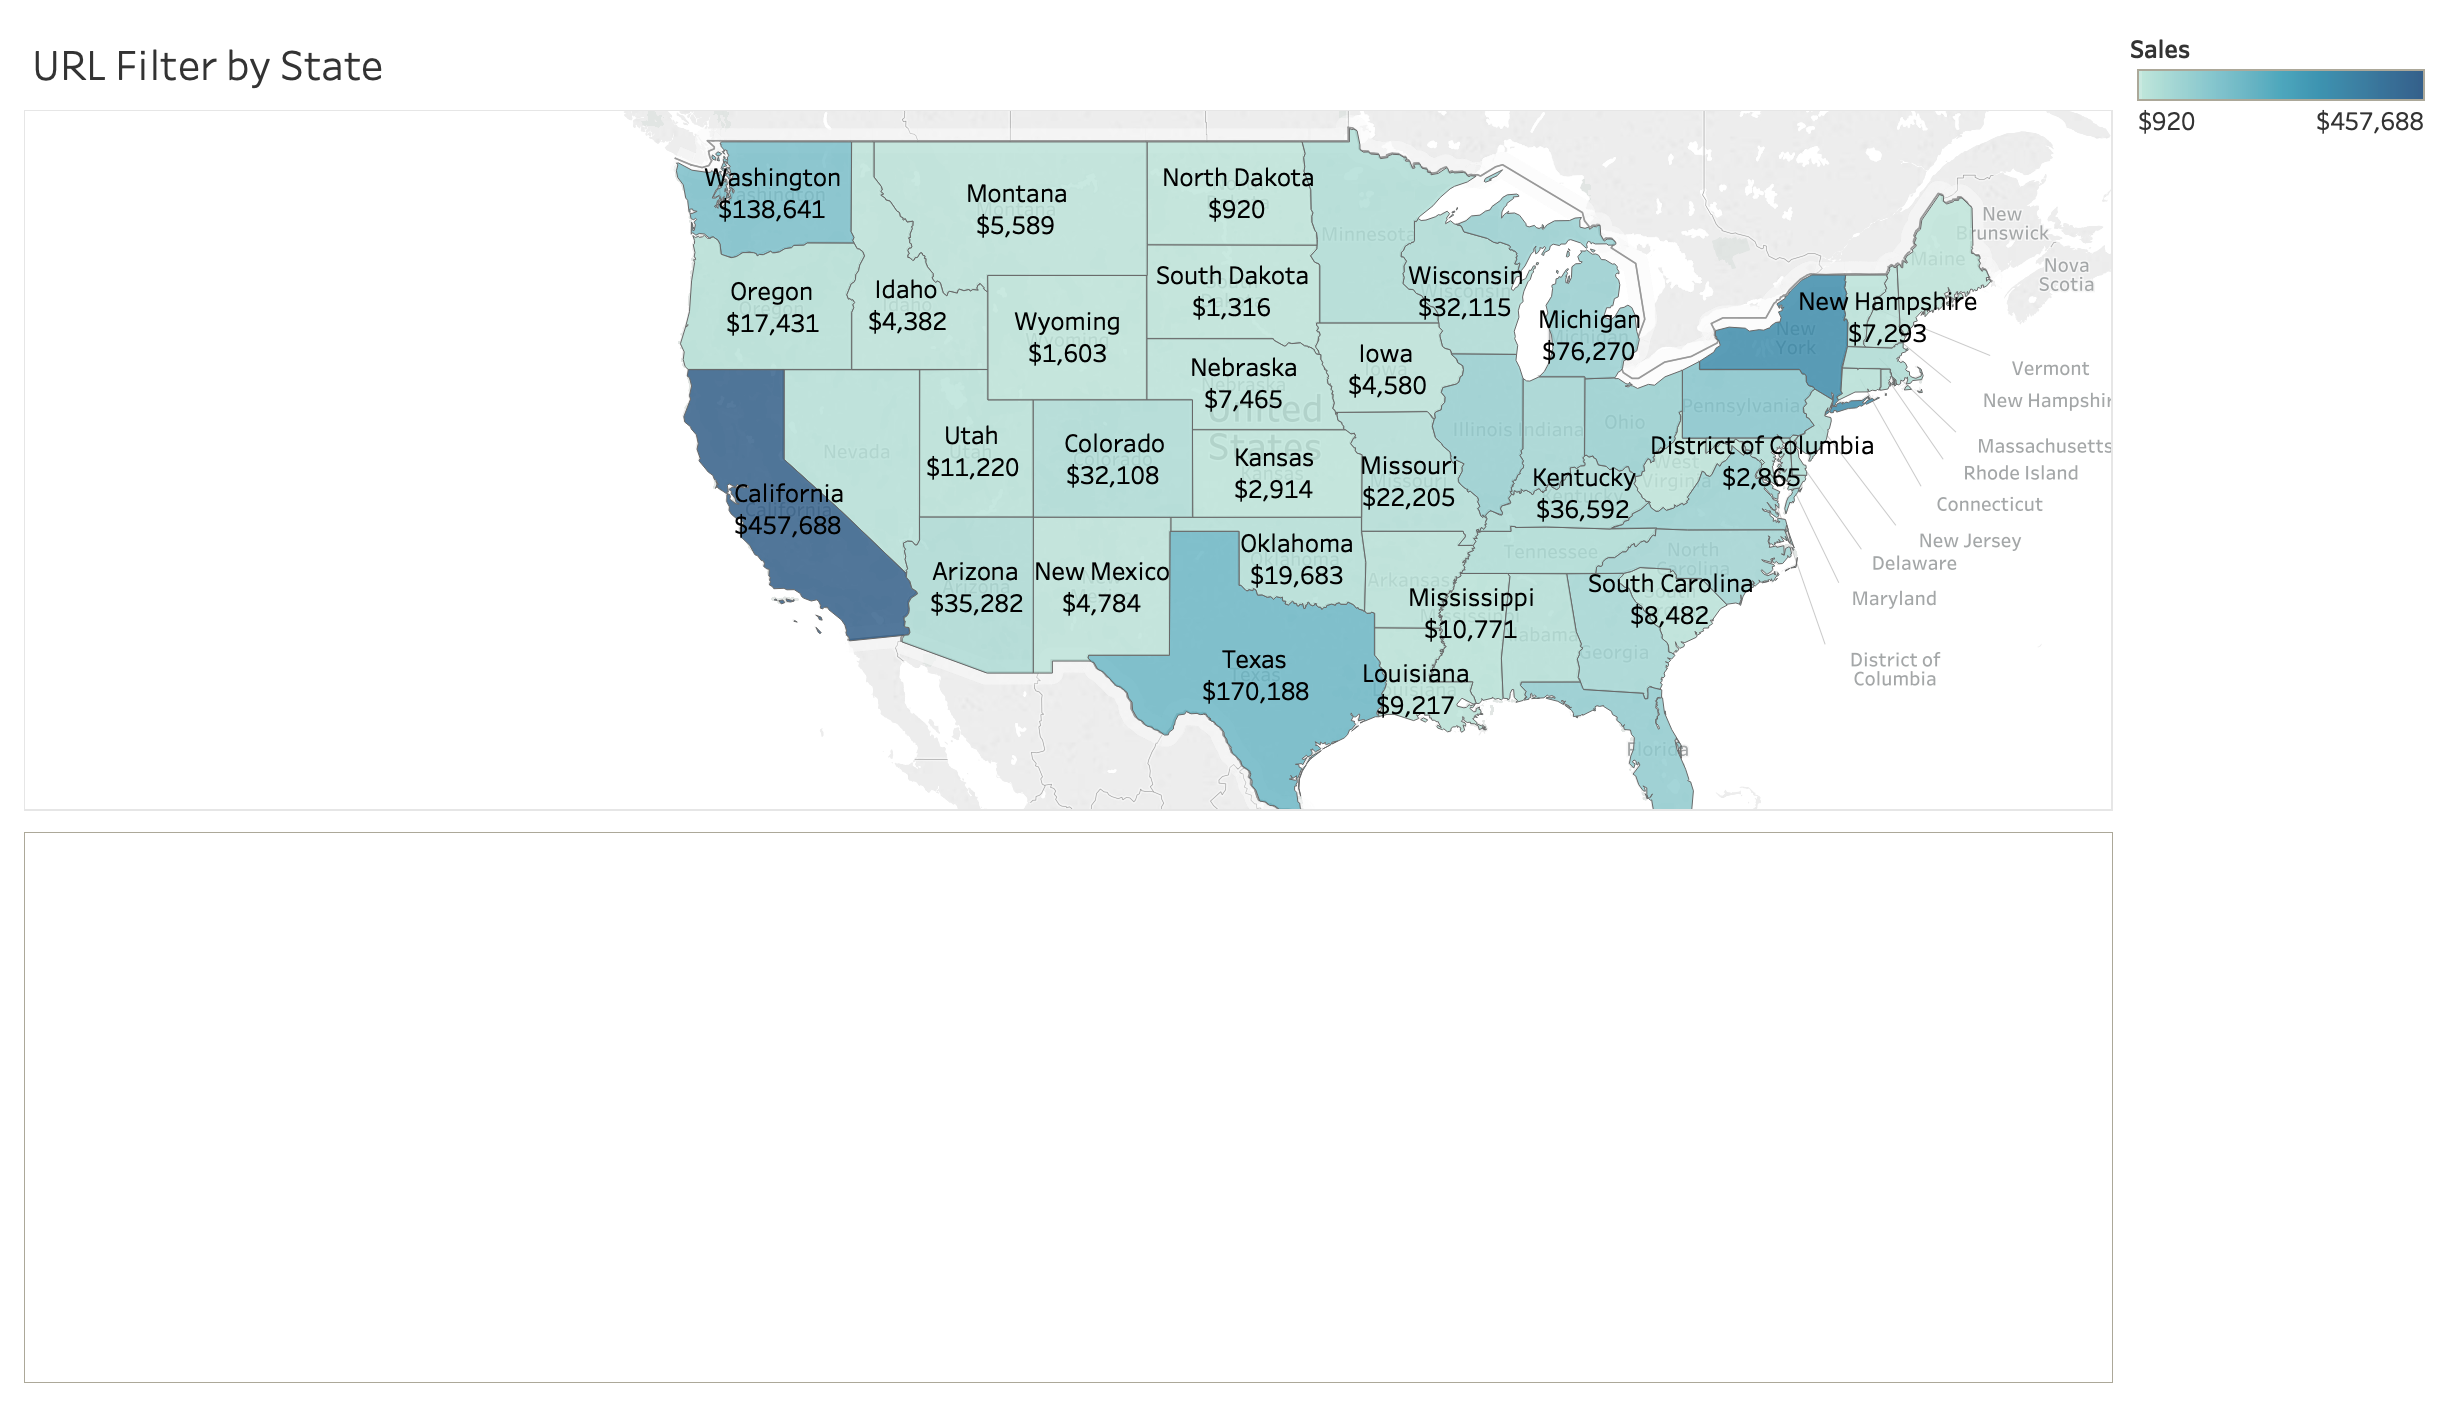 URL Filter by State
Sales
$920
$457,688
Washington
$138,641
Montana
$5,589
North Dakota
$920
Minnesota
Oregon
$17,431
Idaho
$4,382
Wyoming
$1,603
South Dakota
$1,316
Wisconsin
$32,115
Michigan
$76,270
New Hampshire
$7,293
New
York
Maine
New
Brunswick
Nova
Scotia
Nebraska
$7,465
Iowa
$4,580
United
States
Nevada
Utah
$11,220
Colorado
$32,108
Kansas
$2,914
Missouri
$22,205
Illinois
Indiana
Ohio
Pennsylvania
West
Virginia
District of Columbia
$2,865
Kentucky
$36,592
California
$457,688
Arizona
$35,282
New Mexico
$4,784
Oklahoma
$19,683
Arkansas
Tennessee
North
Carolina
South Carolina
$8,482
Mississippi
$10,771
Alabama
Georgia
Texas
$170,188
Louisiana
$9,217
Florida
Vermont
New Hampshir
Massachusetts
Rhode Island
Connecticut
New Jersey
Delaware
Maryland
District of
Columbia